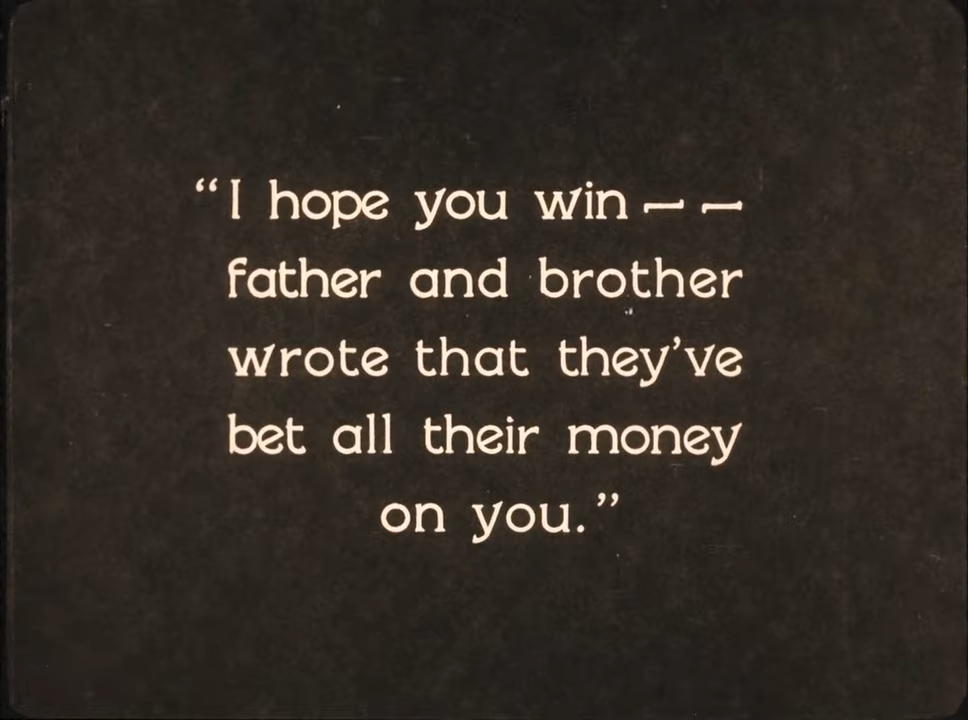 “I hope you win – –
father and brother
wrote that they’ve
bet all their money
on you.”